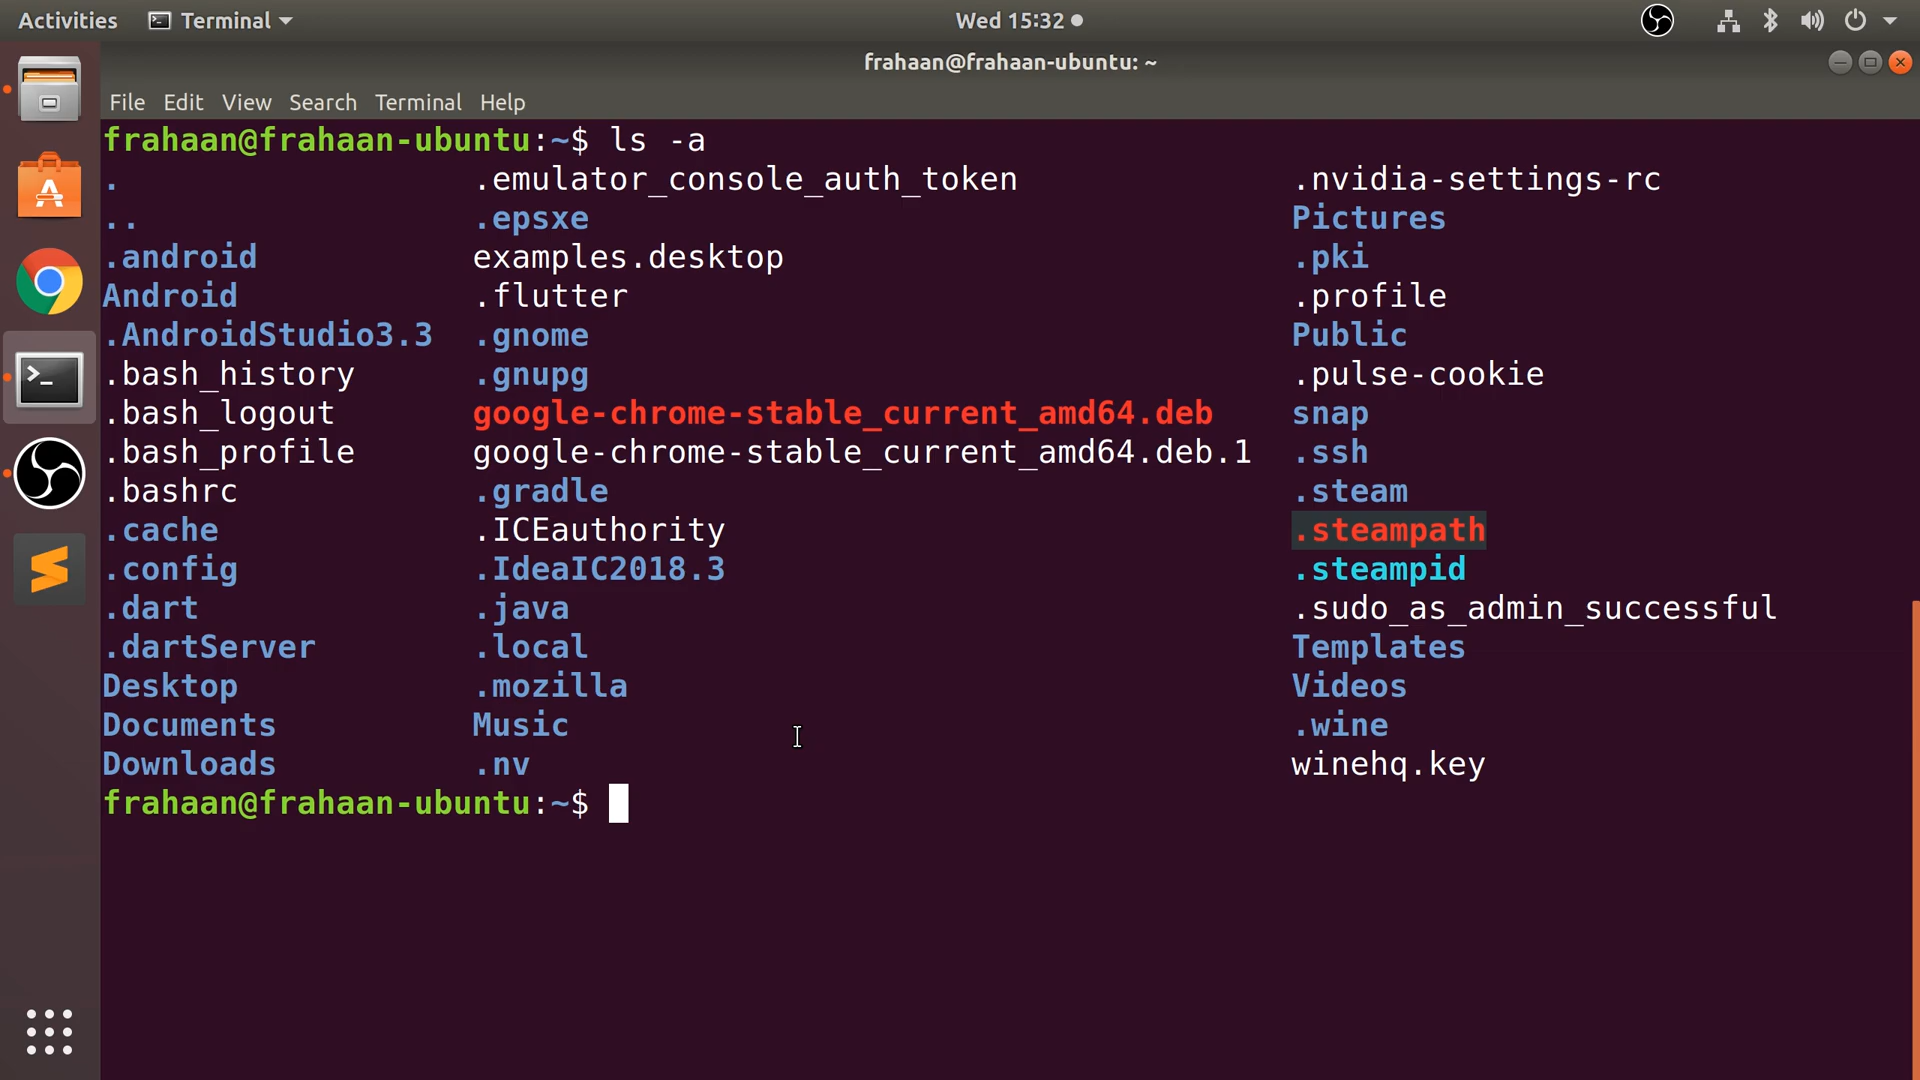 Activities Terminal Wed 15:32
frahaan@frahaan-ubuntu: ~
File Edit View Search Terminal Help
frahaan@frahaan-ubuntu:~$ ls -a
. .emulator_console_auth_token .nvidia-settings-rc
.. .epsxe Pictures
.android examples.desktop .pki
Android .flutter .profile
.AndroidStudio3.3 .gnome Public
.bash_history .gnupg .pulse-cookie
.bash_logout google-chrome-stable_current_amd64.deb snap
.bash_profile google-chrome-stable_current_amd64.deb.1 .ssh
.bashrc .gradle .steam
.cache .ICEauthority .steampath
.config .IdeaIC2018.3 .steampid
.dart .java .sudo_as_admin_successful
.dartServer .local Templates
Desktop .mozilla Videos
Documents Music .wine
Downloads .nv winehq.key
frahaan@frahaan-ubuntu:~$